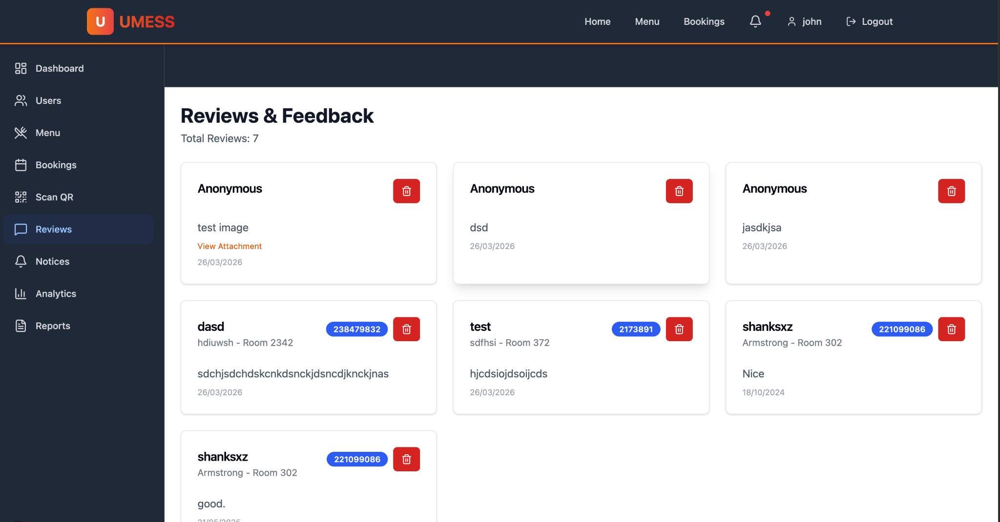 U UMESS
Home Menu Bookings john Logout
Dashboard
Users
Menu
Bookings
Scan QR
Reviews
Notices
Analytics
Reports
Reviews & Feedback
Total Reviews: 7
Anonymous
test image
View Attachment
26/03/2026
Anonymous
dsd
26/03/2026
Anonymous
jasdkjsa
26/03/2026
dasd
238479832
hdiuwsh - Room 2342
sdchjsdchdskcnkdsnckjdsncdjknckjnas
26/03/2026
test
2173891
sdfhsi - Room 372
hjcdsiojdsoijcds
26/03/2026
shanksxz
221099086
Armstrong - Room 302
Nice
18/10/2024
shanksxz
221099086
Armstrong - Room 302
good.